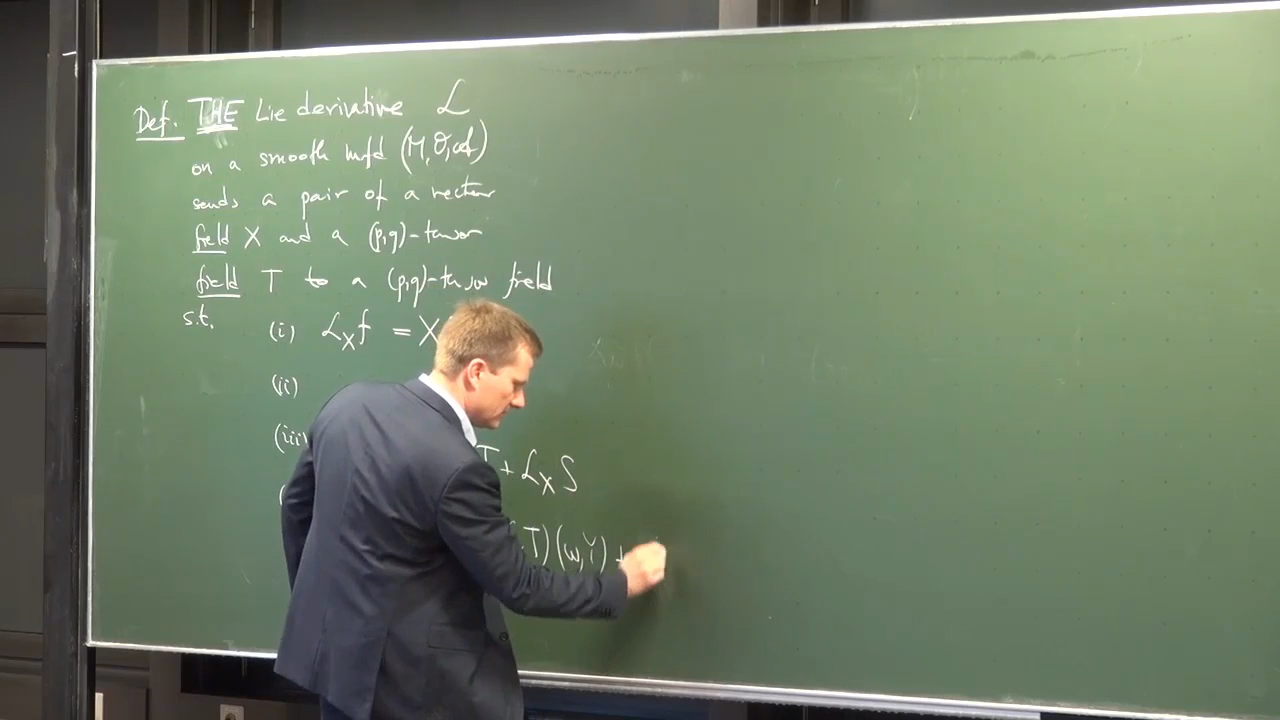 Def. THE Lie derivative ℒ
on a smooth mfd (M, O, A)
sends a pair of a vector
field X and a (p,q)-tensor
field T to a (p,q)-tensor field
s.t. (i) ℒ_X f = X
(ii)
(iii)
T + ℒ_X S
T)(ω,Y) +